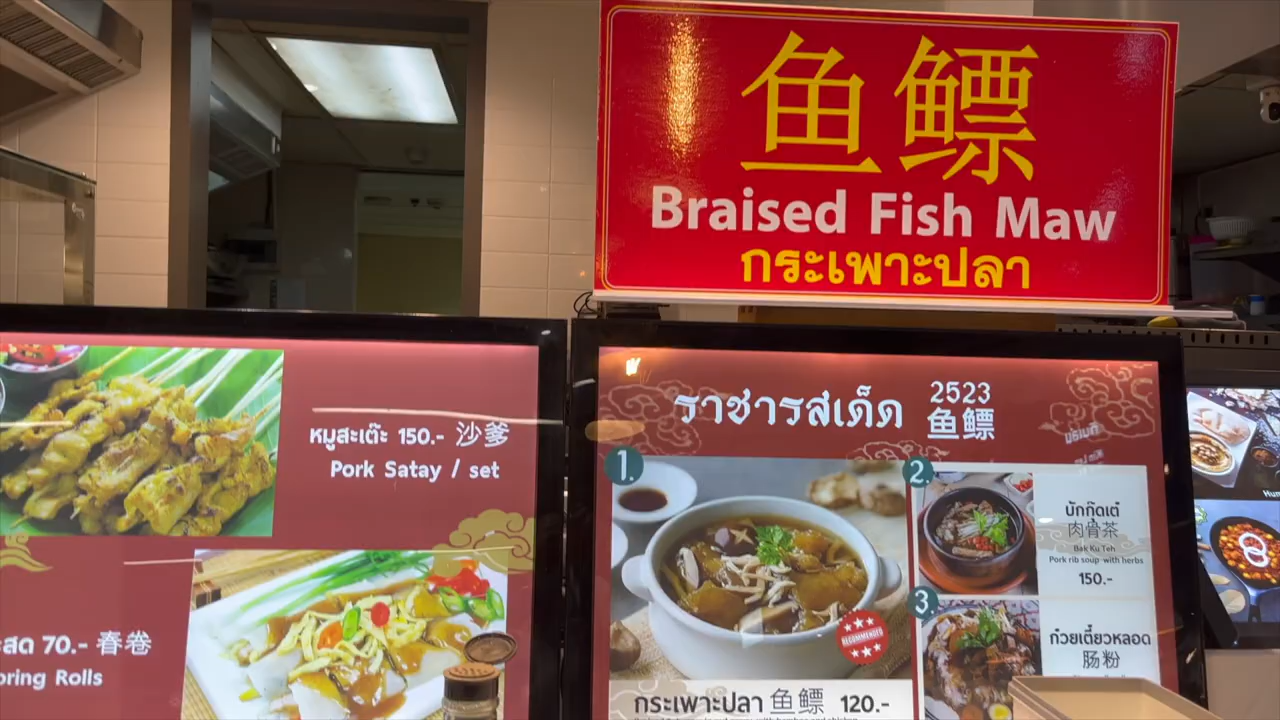 鱼鳔
Braised Fish Maw
กระเพาะปลา
หมูสะเต๊ะ 150.- 沙爹
Pork Satay / set
สด 70.- 春卷
pring Rolls
ราชารสเด็ด
2523
鱼鳔
1.
RECOMMENDED
กระเพาะปลา 鱼鳔 120.-
2.
บักกุ๊ดเต๋
肉骨茶
Bak Ku Teh
Pork rib soup with herbs
150.-
3.
ก๋วยเตี๋ยวหลอด
肠粉